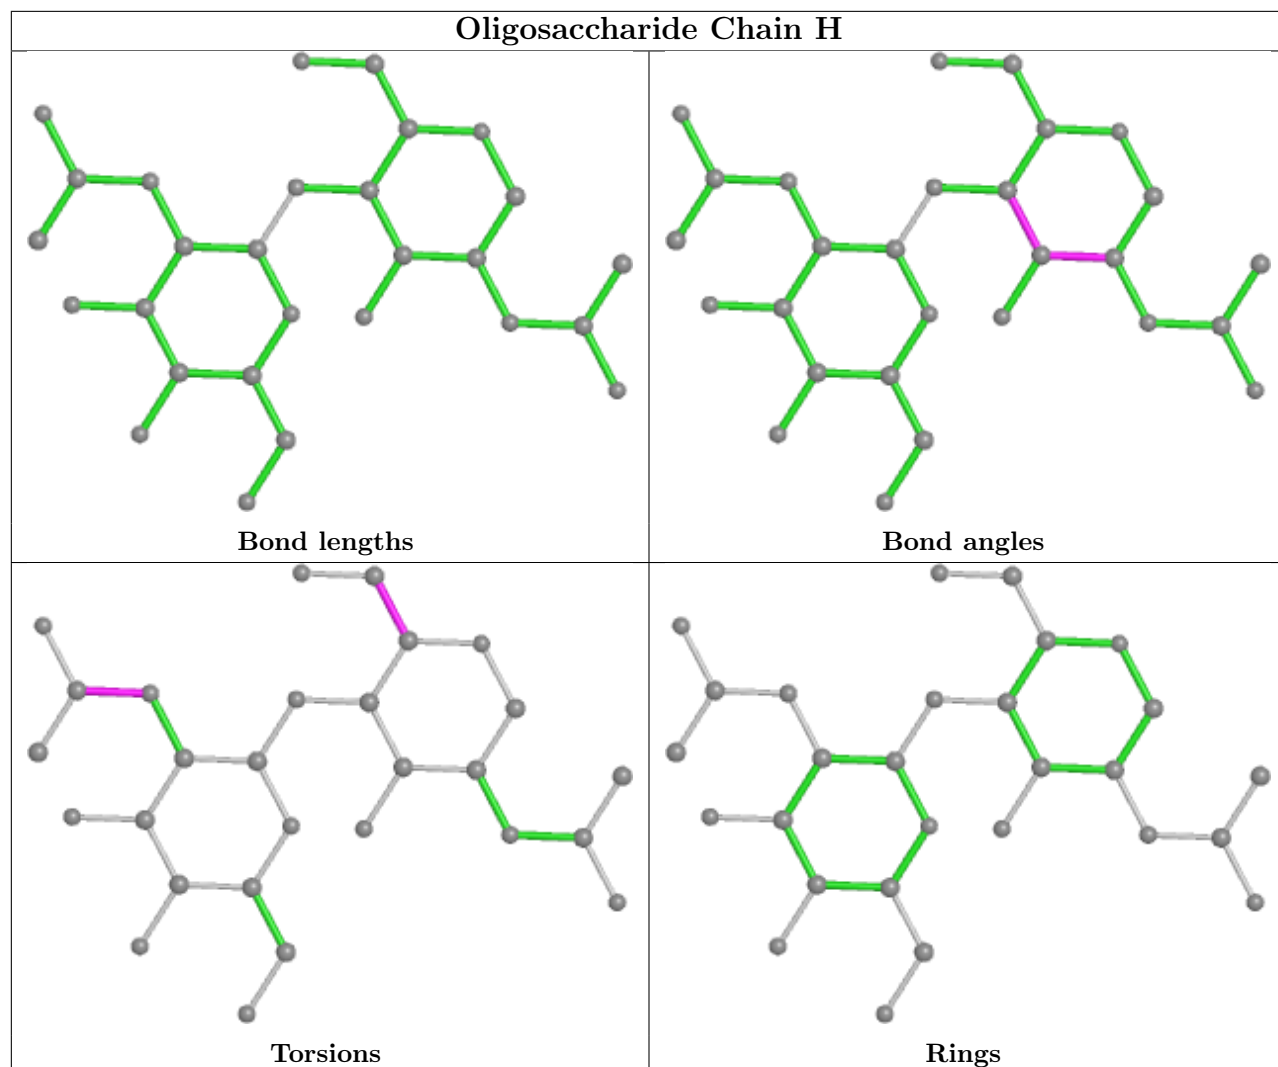 Oligosaccharide Chain H
Bond lengths
Bond angles
Torsions
Rings